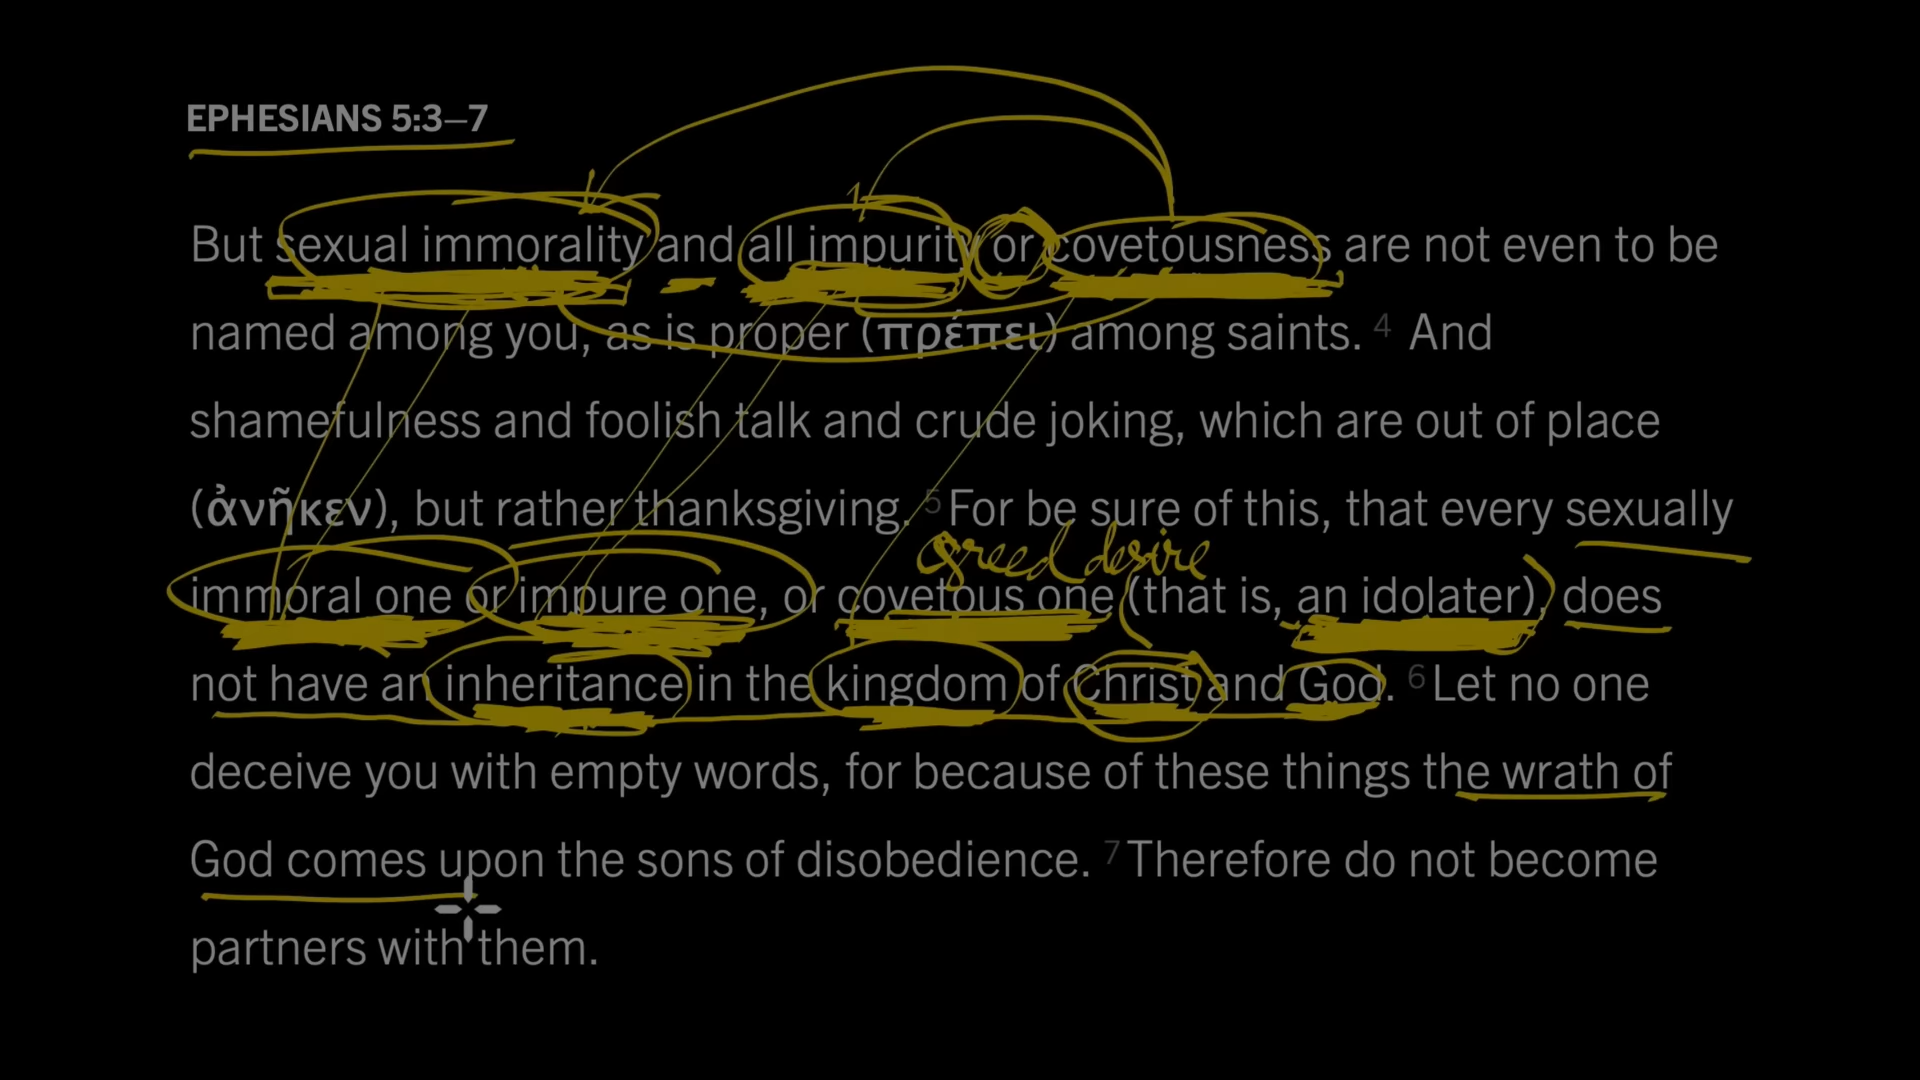 EPHESIANS 5:3–7
But sexual immorality and all impurity or covetousness are not even to be
named among you, as is proper (πρέπει) among saints. 4 And
shamefulness and foolish talk and crude joking, which are out of place
(ἀνῆκεν), but rather thanksgiving. 5 For be sure of this, that every sexually
greed desire
immoral one or impure one, or covetous one (that is, an idolater), does
not have an inheritance in the kingdom of Christ and God. 6 Let no one
deceive you with empty words, for because of these things the wrath of
God comes upon the sons of disobedience. 7 Therefore do not become
partners with them.